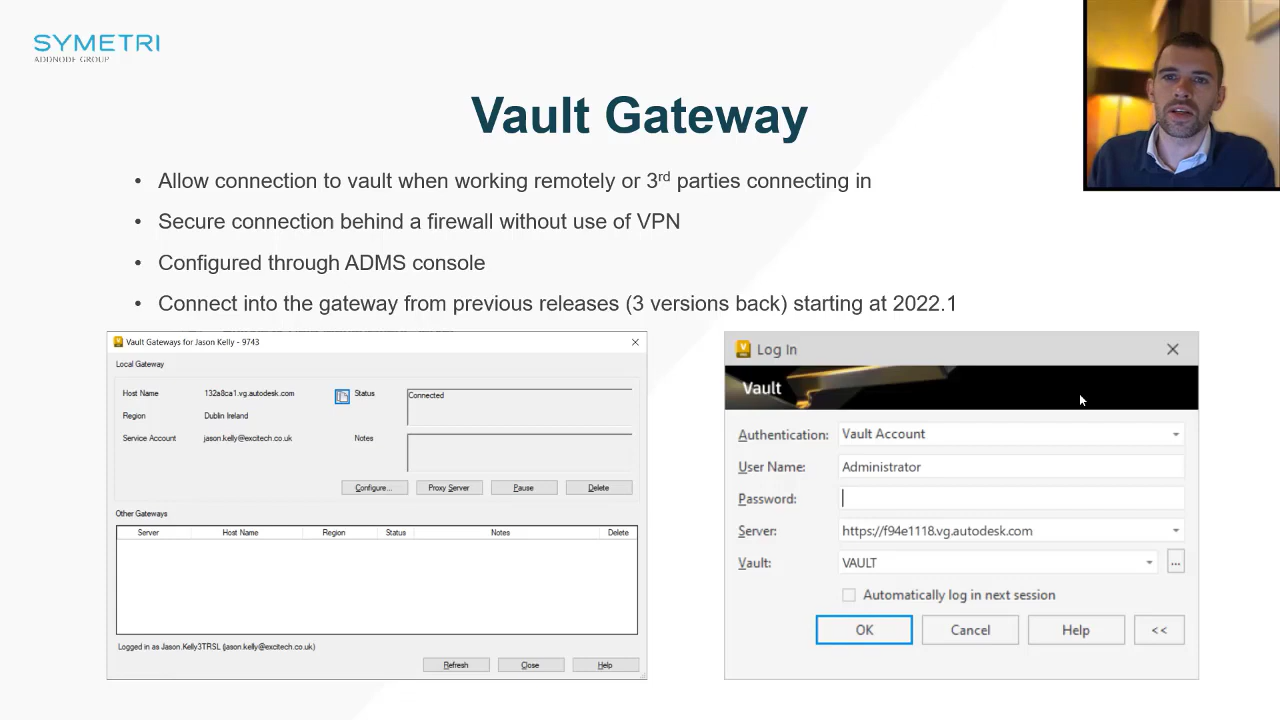 SYMETRI
ADDNODE GROUP
Vault Gateway
• Allow connection to vault when working remotely or 3rd parties connecting in
• Secure connection behind a firewall without use of VPN
• Configured through ADMS console
• Connect into the gateway from previous releases (3 versions back) starting at 2022.1
Vault Gateways for Jason Kelly - 9743
Local Gateway
Host Name 132a8ca1.vg.autodesk.com Status Connected
Region Dublin Ireland
Service Account jason.kelly@excitech.co.uk Notes
Configure... Proxy Server Pause Delete
Other Gateways
Server Host Name Region Status Notes Delete
Logged in as Jason.Kelly3TRSL (jason.kelly@excitech.co.uk)
Refresh Close Help
Log In
Vault
Authentication: Vault Account
User Name: Administrator
Password:
Server: https://f94e1118.vg.autodesk.com
Vault: VAULT ...
Automatically log in next session
OK Cancel Help <<